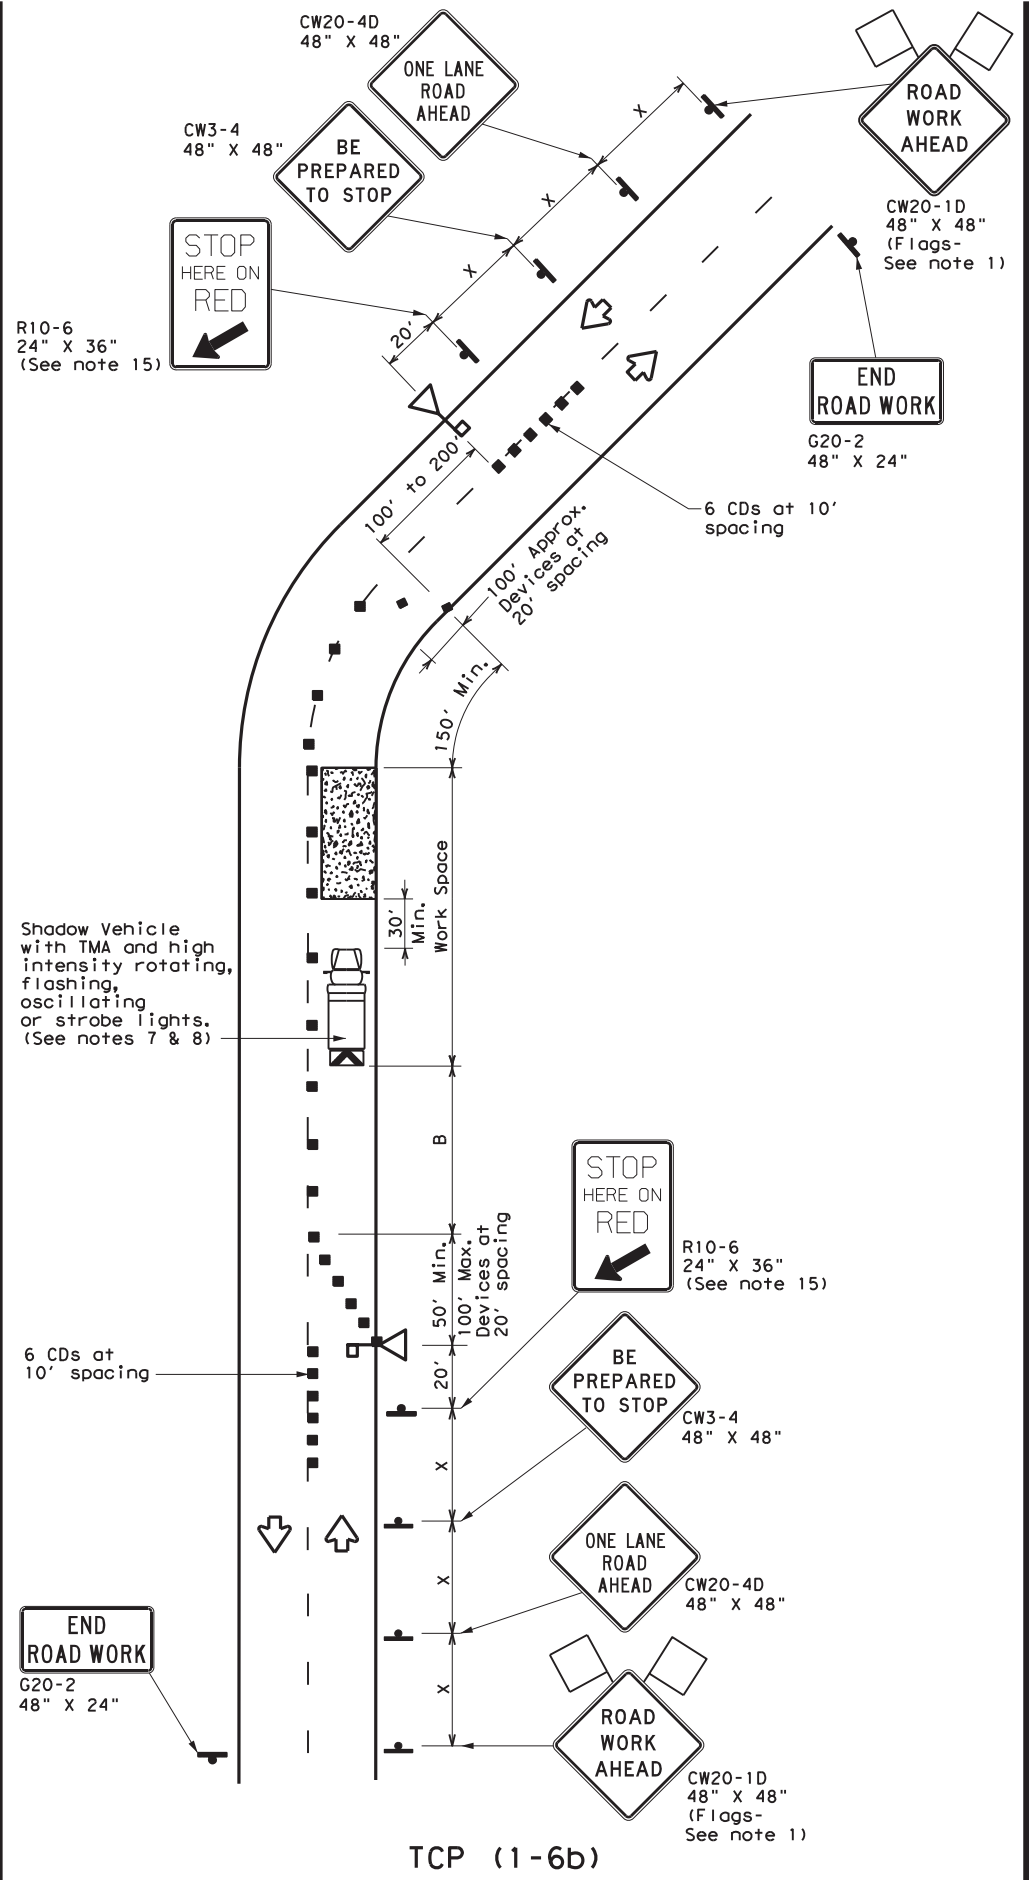 CW20-4D
48" X 48"
ONE LANE
ROAD
AHEAD
ROAD
WORK
AHEAD
CW3-4
48" X 48"
BE
PREPARED
TO STOP
X
CW20-1D
48" X 48"
(Flags-
See note 1)
X
STOP
HERE ON
RED
X
R10-6
24" X 36"
(See note 15)
20'
END
ROAD WORK
G20-2
48" X 24"
100' to 200'
6 CDs at 10'
spacing
100' Approx.
Devices at
20' spacing
150' Min.
Work Space
30'
Min.
Shadow Vehicle
with TMA and high
intensity rotating,
flashing,
oscillating
or strobe lights.
(See notes 7 & 8)
B
STOP
HERE ON
RED
R10-6
24" X 36"
(See note 15)
50' Min.
100' Max.
Devices at
20' spacing
6 CDs at
10' spacing
20'
BE
PREPARED
TO STOP
CW3-4
48" X 48"
X
ONE LANE
ROAD
AHEAD
CW20-4D
48" X 48"
X
END
ROAD WORK
G20-2
48" X 24"
X
ROAD
WORK
AHEAD
CW20-1D
48" X 48"
(Flags-
See note 1)
TCP (1-6b)